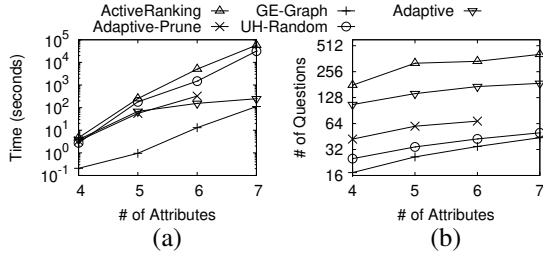 ActiveRanking GE-Graph Adaptive
Adaptive-Prune UH-Random
10^5
10^4
10^3
10^2
10^1
10^0
10^-1
Time (seconds)
4 5 6 7
# of Attributes
(a)
512
256
128
64
32
16
# of Questions
4 5 6 7
# of Attributes
(b)